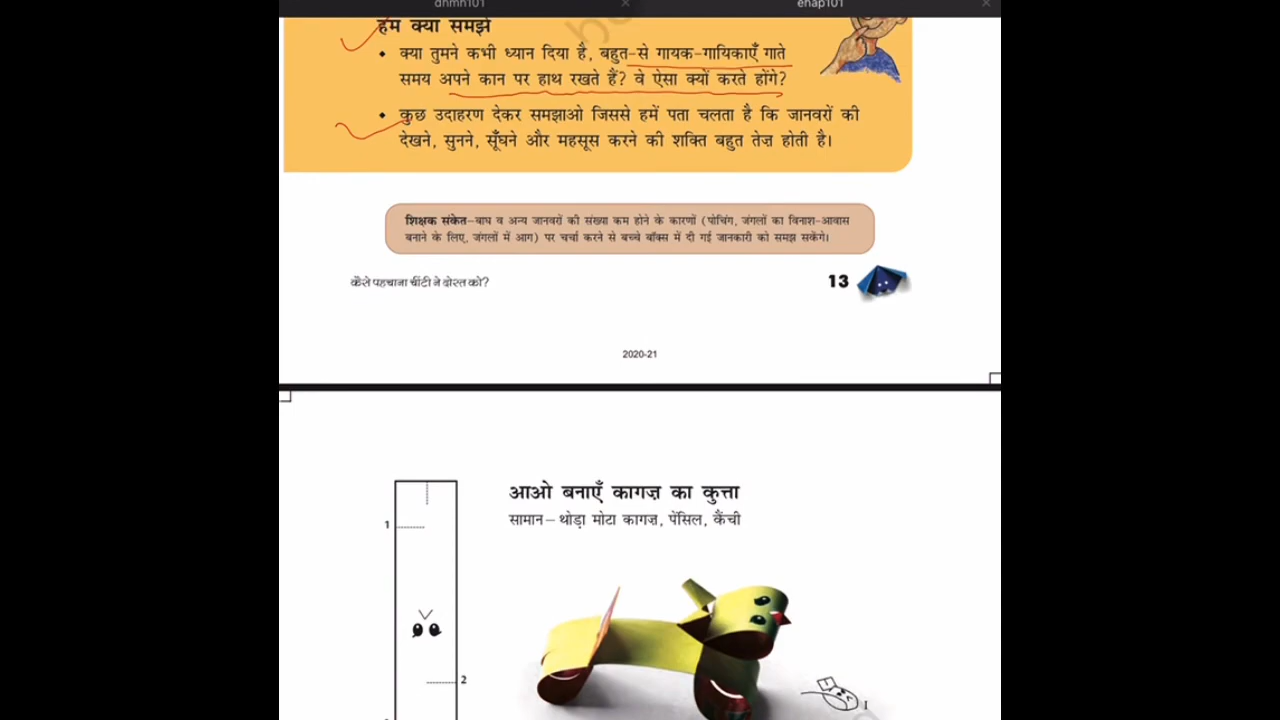 dhmh101
ehap101
हम क्या समझे
• क्या तुमने कभी ध्यान दिया है, बहुत-से गायक-गायिकाएँ गाते
समय अपने कान पर हाथ रखते हैं? वे ऐसा क्यों करते होंगे?
• कुछ उदाहरण देकर समझाओ जिससे हमें पता चलता है कि जानवरों की
देखने, सुनने, सूँघने और महसूस करने की शक्ति बहुत तेज़ होती है।
शिक्षक संकेत–बाघ व अन्य जानवरों की संख्या कम होने के कारणों (पोचिंग, जंगलों का विनाश-आवास
बनाने के लिए, जंगलों में आग) पर चर्चा करने से बच्चे बॉक्स में दी गई जानकारी को समझ सकेंगे।
कैसे पहचाना चींटी ने दोस्त को?
13
2020-21
आओ बनाएँ कागज़ का कुत्ता
सामान– थोड़ा मोटा कागज़, पेंसिल, कैंची
1
2